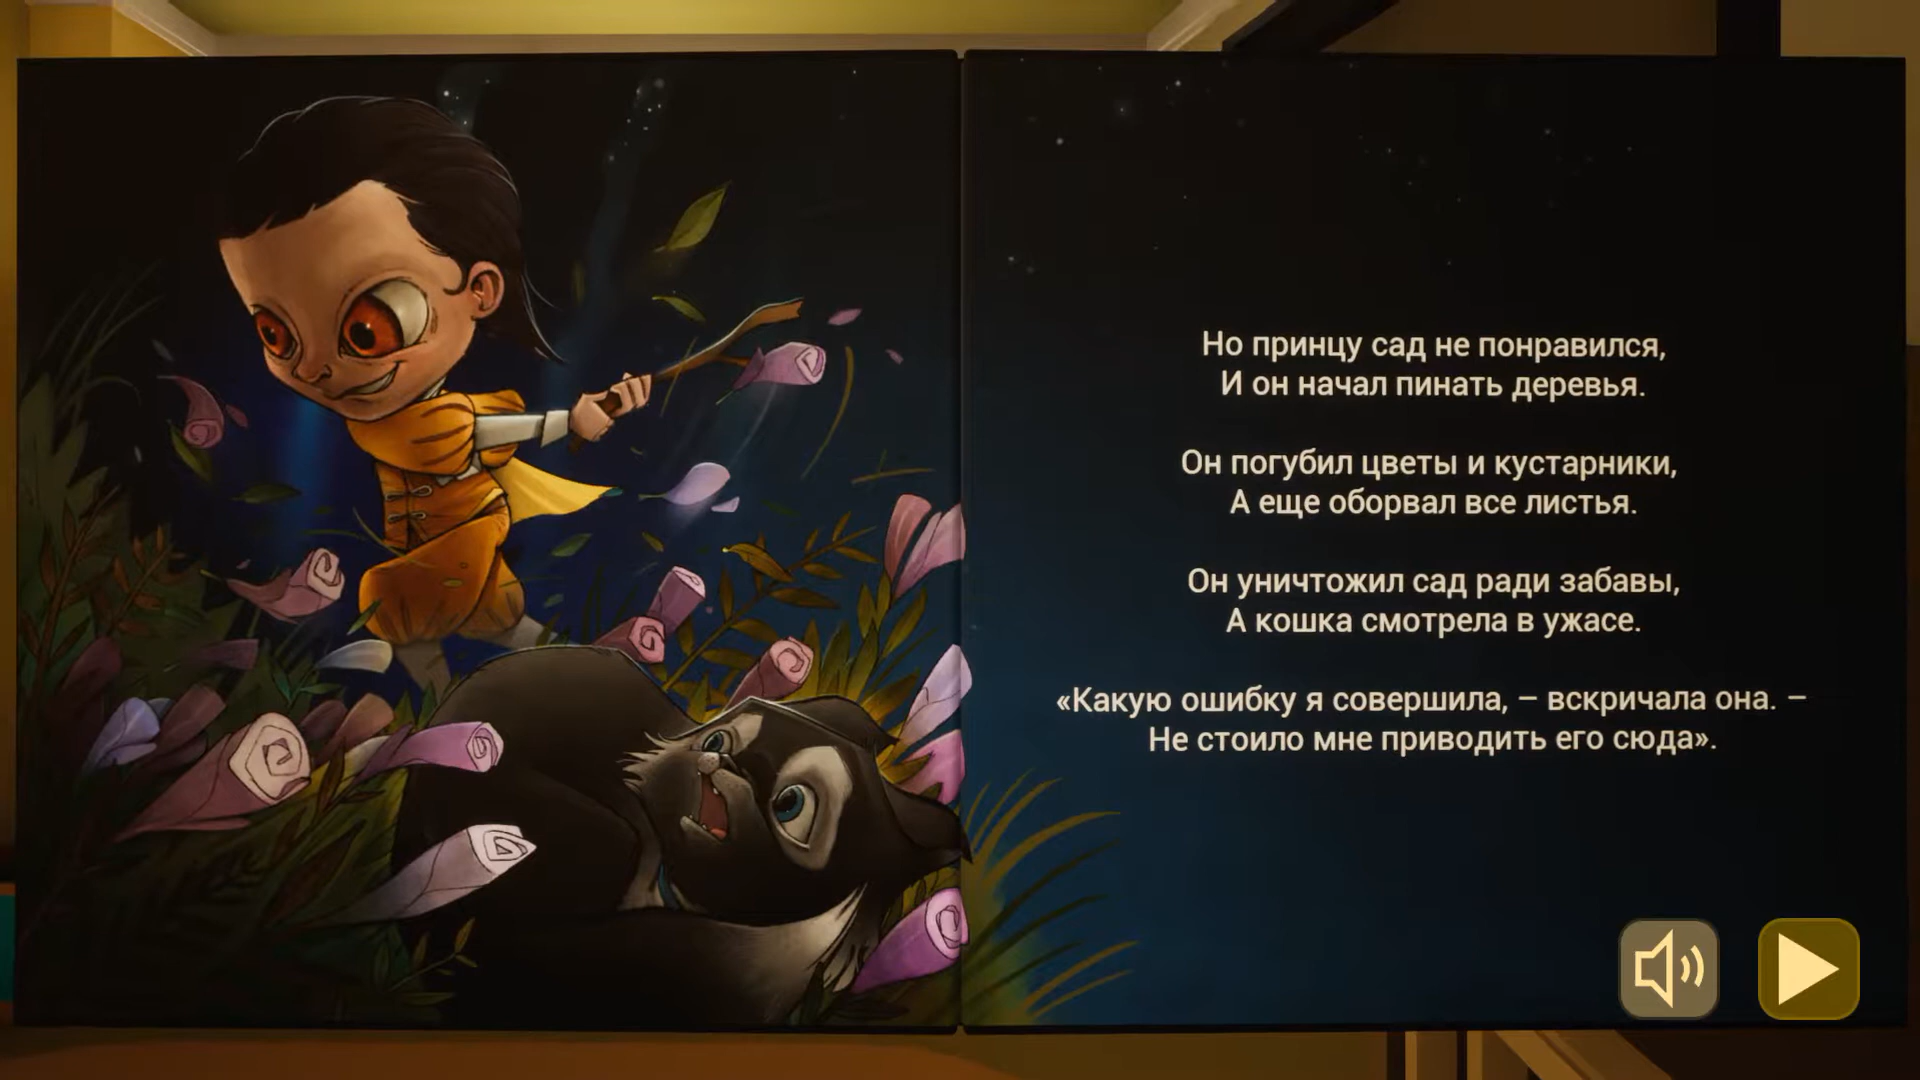 Но принцу сад не понравился,
И он начал пинать деревья.
Он погубил цветы и кустарники,
А еще оборвал все листья.
Он уничтожил сад ради забавы,
А кошка смотрела в ужасе.
«Какую ошибку я совершила, – вскричала она. –
Не стоило мне приводить его сюда».